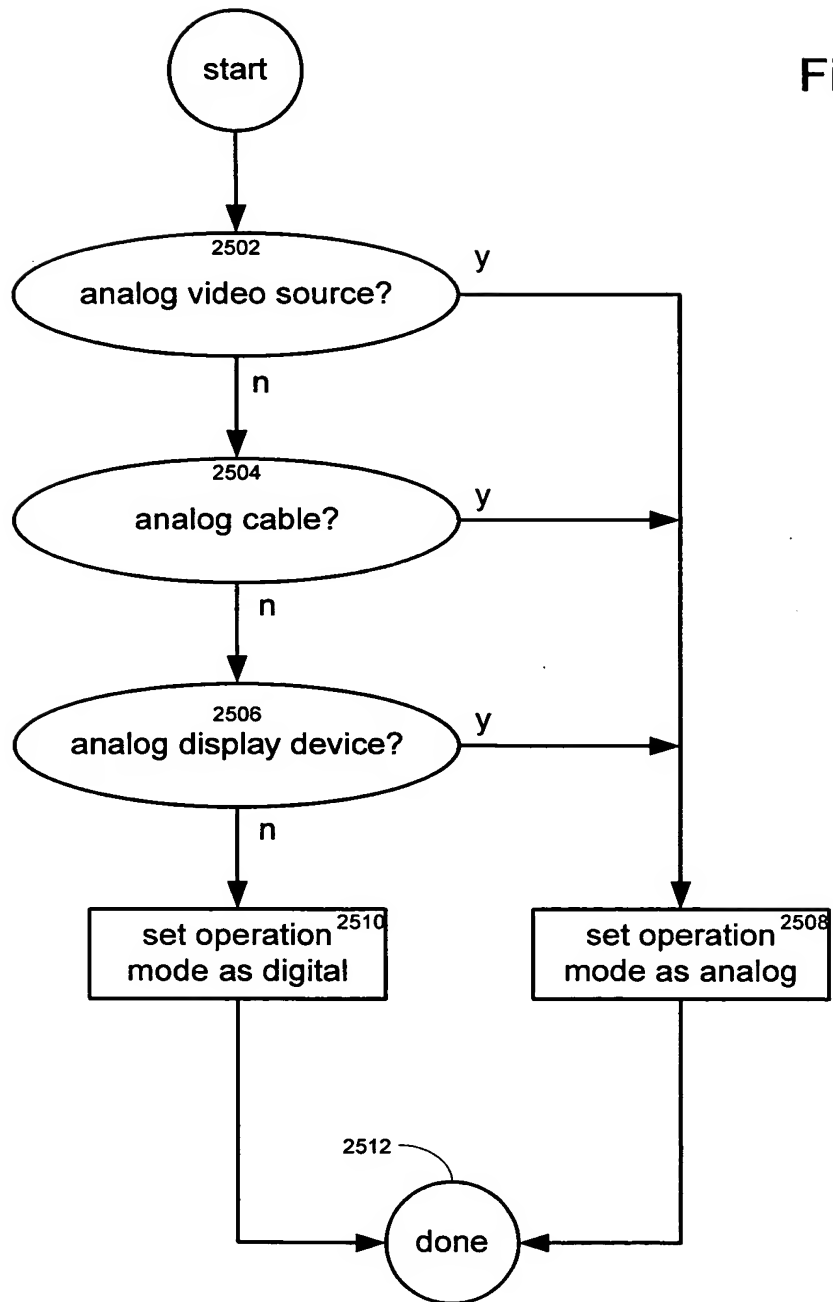 start
Fi
2502
analog video source?
y
n
2504
analog cable?
y
n
2506
analog display device?
y
n
set operation 2510
mode as digital
set operation 2508
mode as analog
2512
done